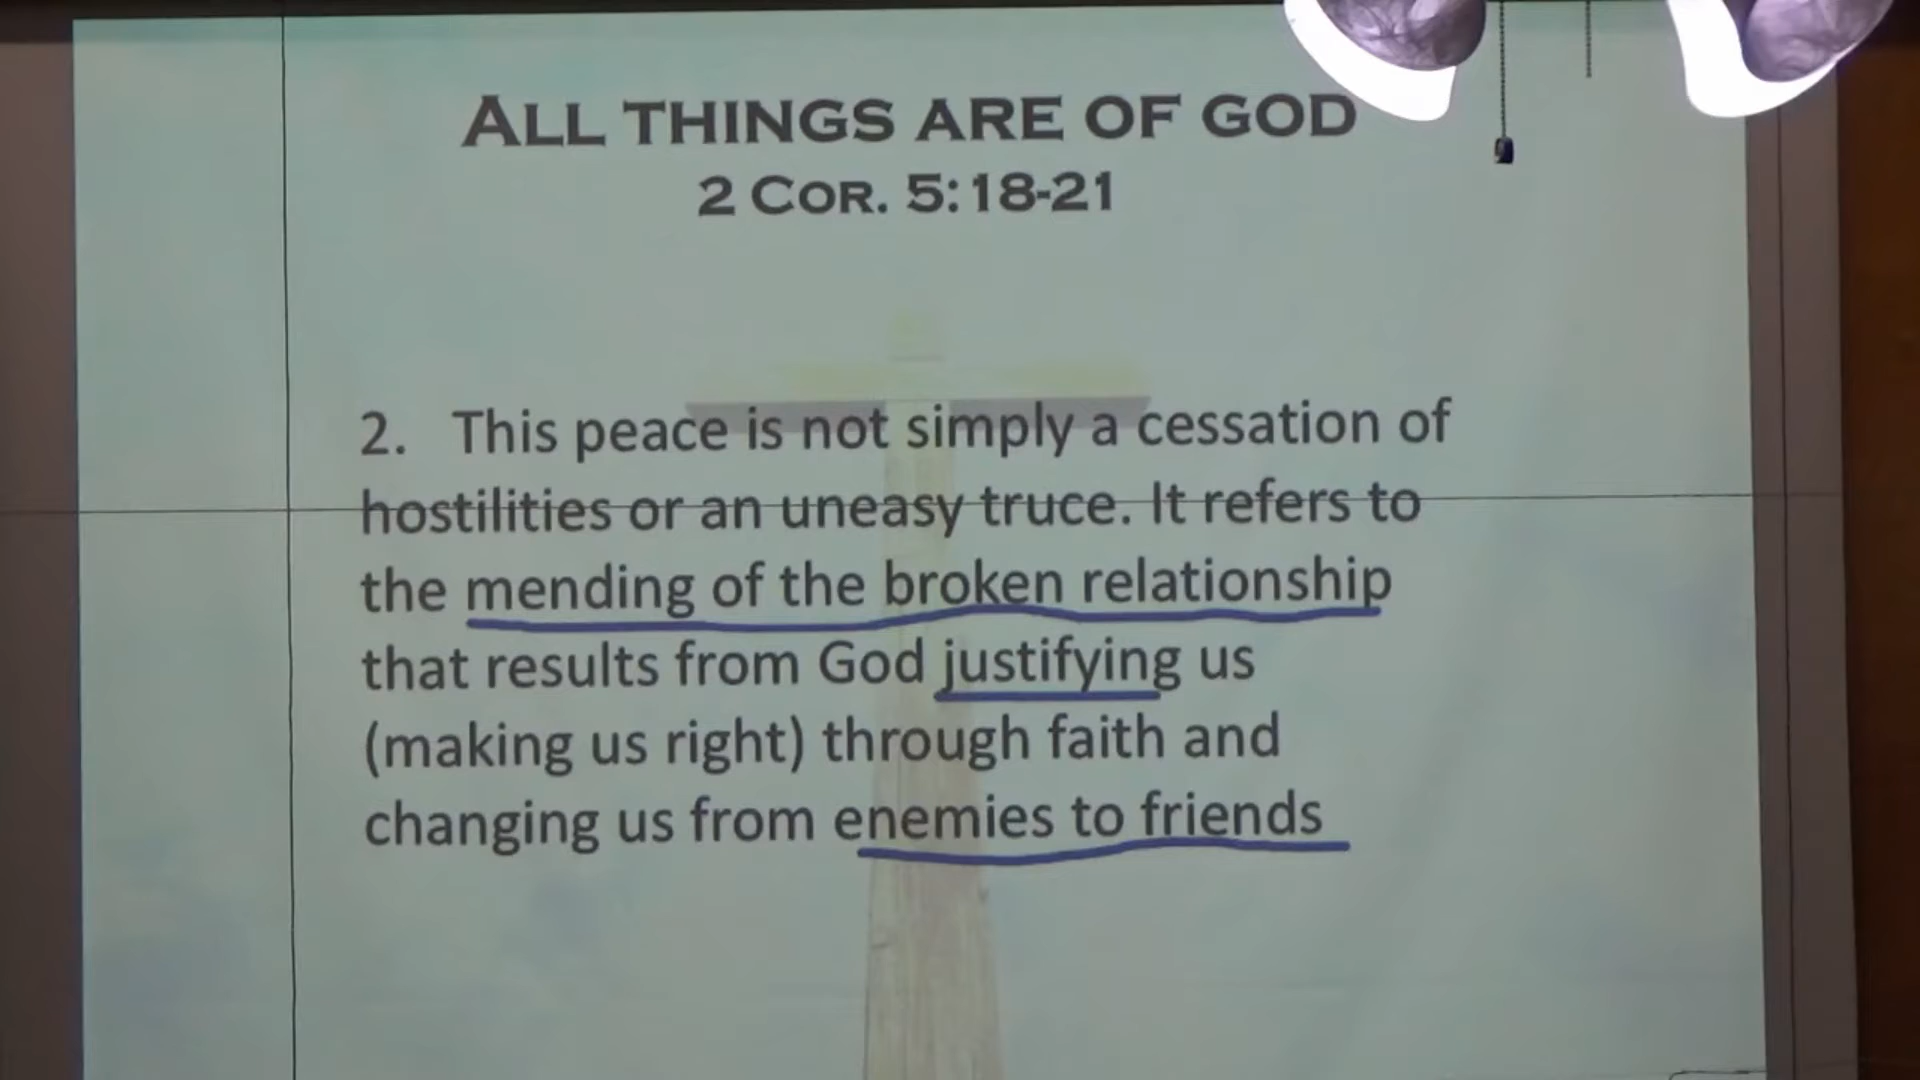 ALL THINGS ARE OF GOD
2 COR. 5:18-21
2. This peace is not simply a cessation of
hostilities or an uneasy truce. It refers to
the mending of the broken relationship
that results from God justifying us
(making us right) through faith and
changing us from enemies to friends